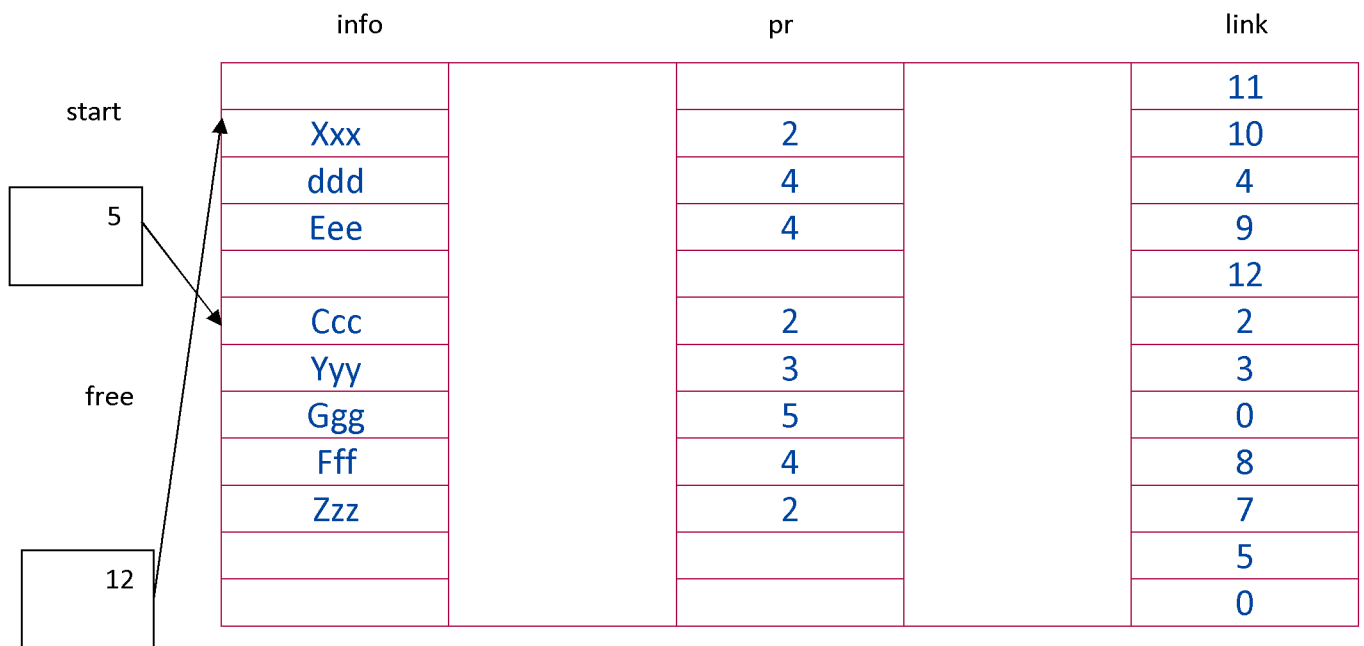 info pr link
11
start
Xxx 2 10
ddd 4 4
5
Eee 4 9
12
Ccc 2 2
Yyy 3 3
free
Ggg 5 0
Fff 4 8
Zzz 2 7
5
12
0